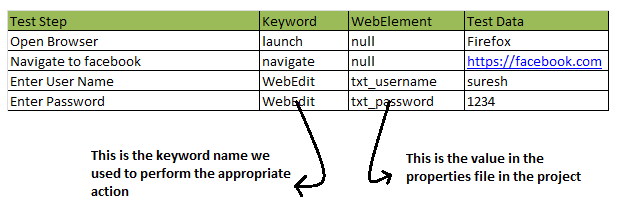 Test Step Keyword WebElement Test Data
Open Browser launch null Firefox
Navigate to facebook navigate null https://facebook.com
Enter User Name WebEdit txt_username suresh
Enter Password WebEdit txt_password 1234
This is the keyword name we
used to perform the appropriate
action
This is the value in the
properties file in the project